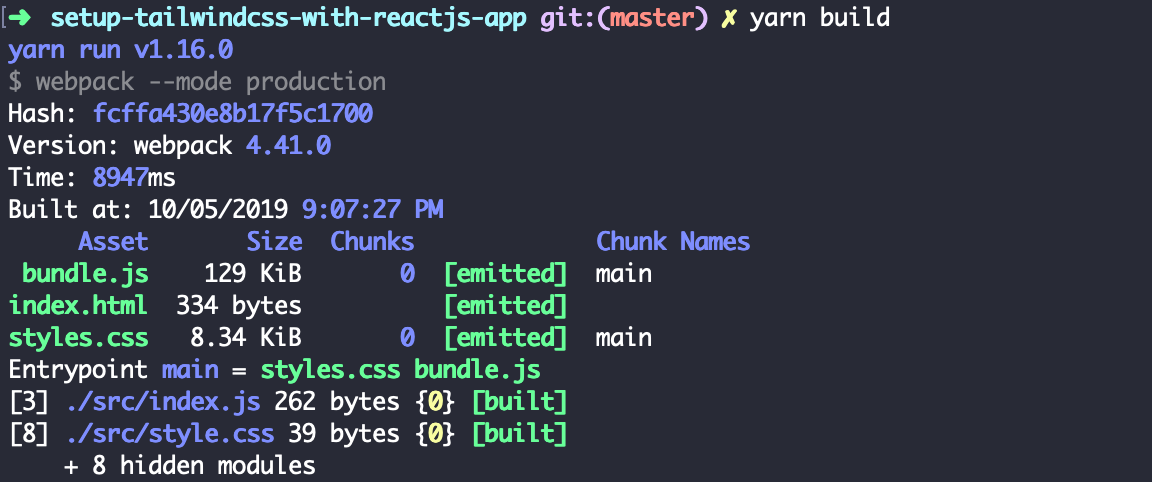 ➜ setup-tailwindcss-with-reactjs-app git:(master) ✗ yarn build
yarn run v1.16.0
$ webpack --mode production
Hash: fcffa430e8b17f5c1700
Version: webpack 4.41.0
Time: 8947ms
Built at: 10/05/2019 9:07:27 PM
Asset Size Chunks Chunk Names
bundle.js 129 KiB 0 [emitted] main
index.html 334 bytes [emitted]
styles.css 8.34 KiB 0 [emitted] main
Entrypoint main = styles.css bundle.js
[3] ./src/index.js 262 bytes {0} [built]
[8] ./src/style.css 39 bytes {0} [built]
+ 8 hidden modules